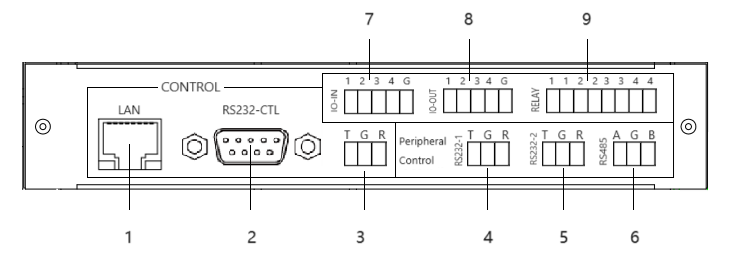 7 8 9
1 2 3 4 G 1 2 3 4 G 1 1 2 2 3 3 4 4
CONTROL
IO-IN IO-OUT RELAY
LAN RS232-CTL
T G R
Peripheral
Control
RS232-1 T G R
RS232-2 T G R
RS485 A G B
1 2 3 4 5 6